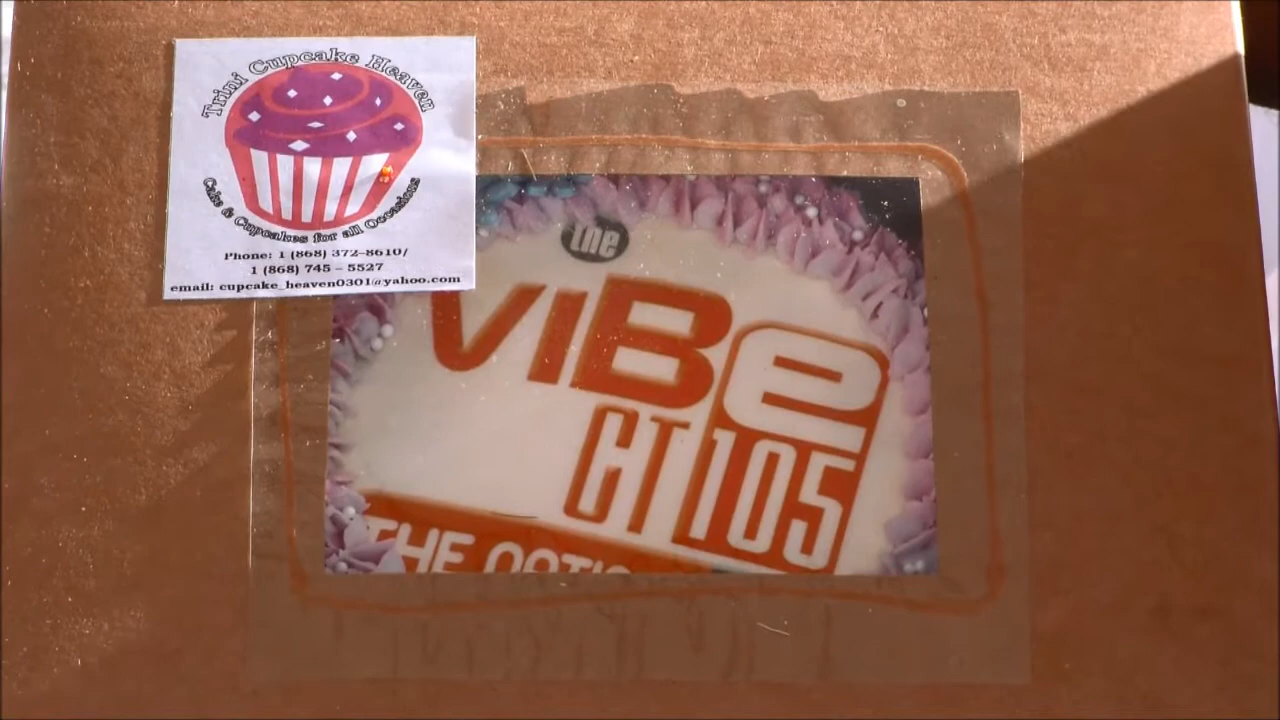 Trini Cupcake Heaven
Cake & Cupcakes for all Occasions
Phone: 1 (868) 372-8610/
1 (868) 745 - 5527
email: cupcake_heaven0301@yahoo.com
the
VIBe
CT 105
THE